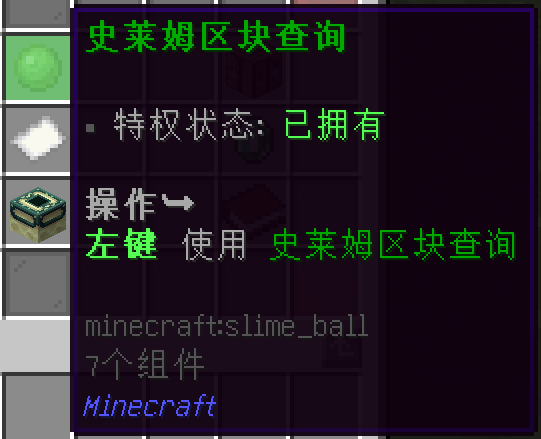 史莱姆区块查询
▪ 特权状态: 已拥有
操作↪
左键 使用 史莱姆区块查询
minecraft:slime_ball
7个组件
Minecraft